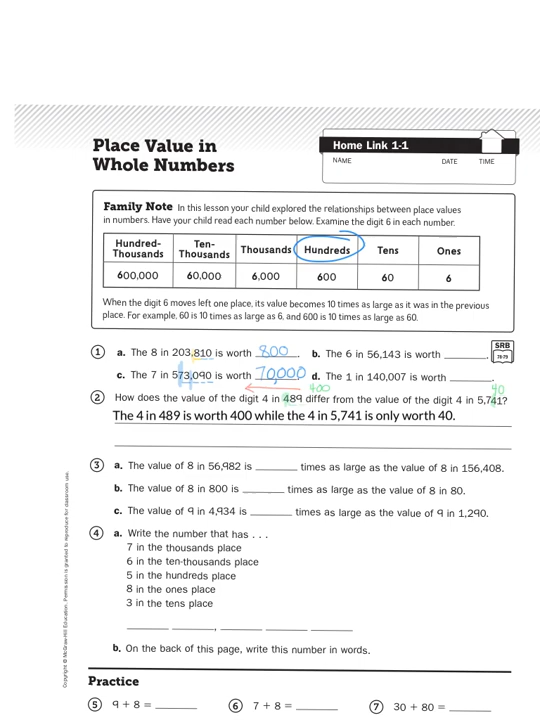 Place Value in
Whole Numbers
Home Link 1-1
NAME DATE TIME
Family Note In this lesson your child explored the relationships between place values
in numbers. Have your child read each number below. Examine the digit 6 in each number.
Hundred-Thousands Ten-Thousands Thousands Hundreds Tens Ones
600,000 60,000 6,000 600 60 6
When the digit 6 moves left one place, its value becomes 10 times as large as it was in the previous
place. For example, 60 is 10 times as large as 6, and 600 is 10 times as large as 60.
SRB
① a. The 8 in 203,810 is worth 800. b. The 6 in 56,143 is worth ______.
c. The 7 in 573,090 is worth 70,000 d. The 1 in 140,007 is worth ______.
400 40
② How does the value of the digit 4 in 489 differ from the value of the digit 4 in 5,741?
The 4 in 489 is worth 400 while the 4 in 5,741 is only worth 40.
③ a. The value of 8 in 56,982 is ______ times as large as the value of 8 in 156,408.
b. The value of 8 in 800 is ______ times as large as the value of 8 in 80.
c. The value of 9 in 4,934 is ______ times as large as the value of 9 in 1,290.
④ a. Write the number that has . . .
7 in the thousands place
6 in the ten-thousands place
5 in the hundreds place
8 in the ones place
3 in the tens place
____ ____, ____ ____ ____
b. On the back of this page, write this number in words.
Practice
⑤ 9 + 8 = ______ ⑥ 7 + 8 = ______ ⑦ 30 + 80 = ______
Copyright © McGraw-Hill Education. Permission is granted to reproduce for classroom use.